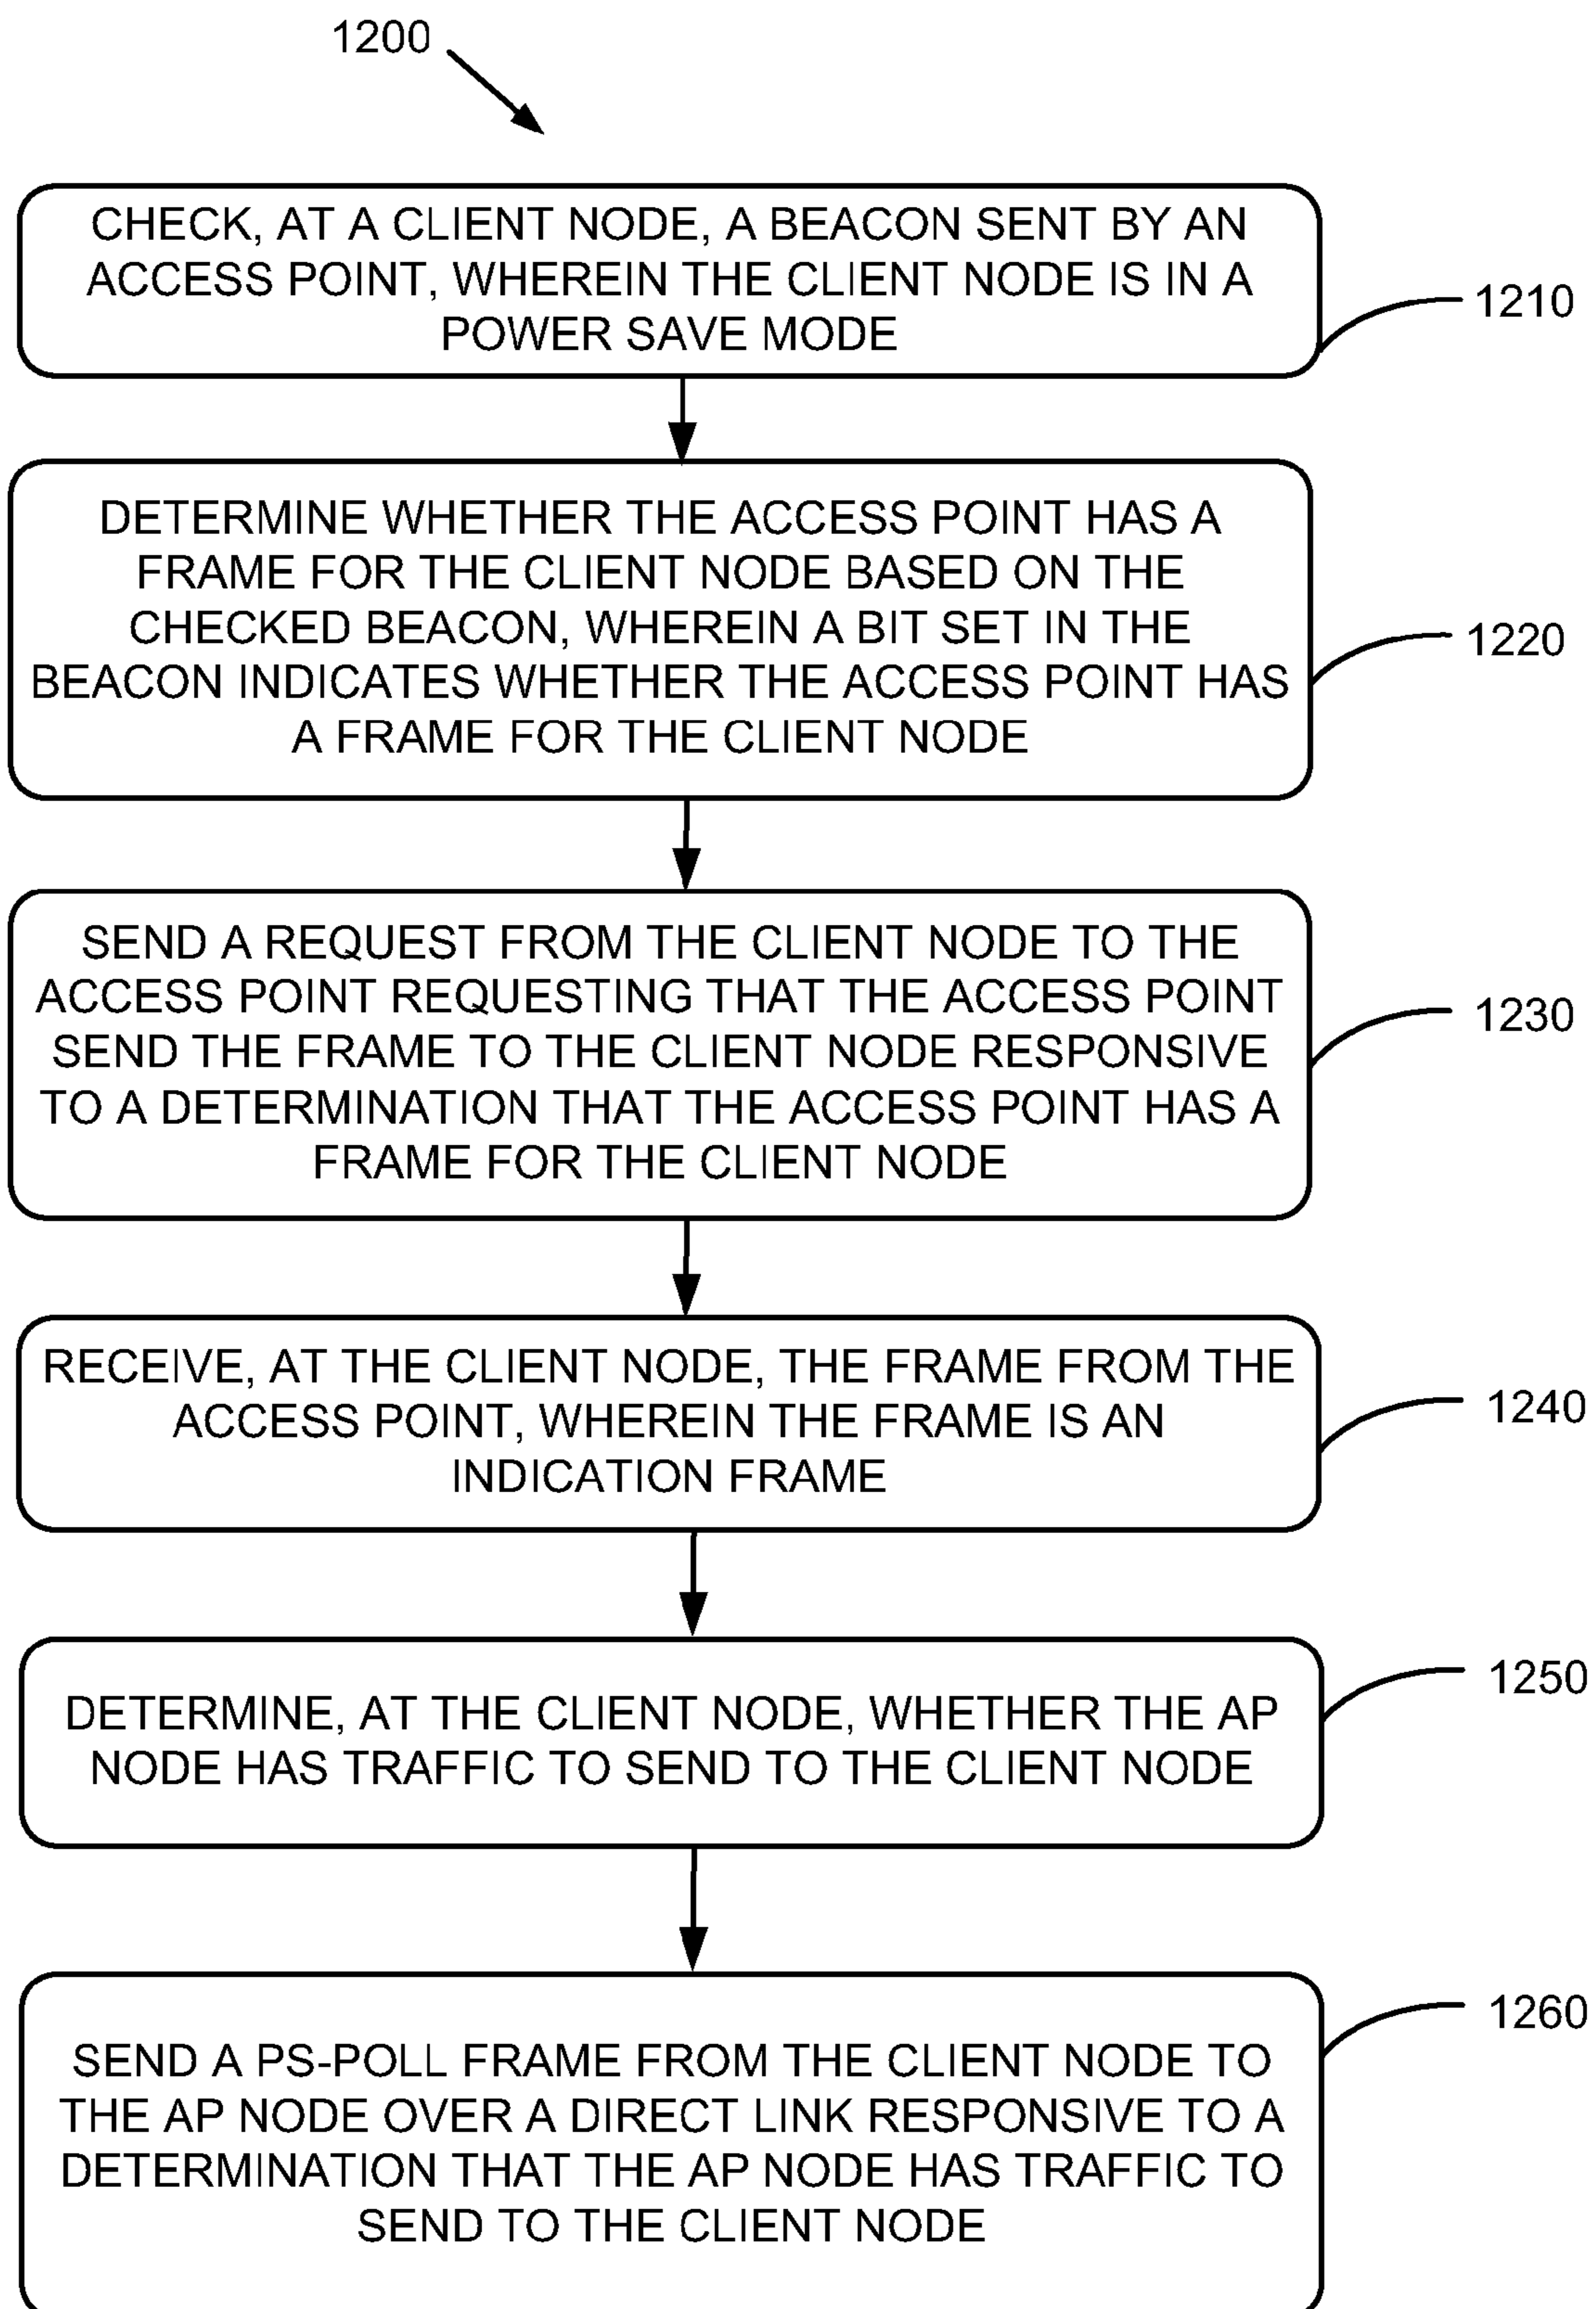 1200
CHECK, AT A CLIENT NODE, A BEACON SENT BY AN
ACCESS POINT, WHEREIN THE CLIENT NODE IS IN A
POWER SAVE MODE
1210
DETERMINE WHETHER THE ACCESS POINT HAS A
FRAME FOR THE CLIENT NODE BASED ON THE
CHECKED BEACON, WHEREIN A BIT SET IN THE
BEACON INDICATES WHETHER THE ACCESS POINT HAS
A FRAME FOR THE CLIENT NODE
1220
SEND A REQUEST FROM THE CLIENT NODE TO THE
ACCESS POINT REQUESTING THAT THE ACCESS POINT
SEND THE FRAME TO THE CLIENT NODE RESPONSIVE
TO A DETERMINATION THAT THE ACCESS POINT HAS A
FRAME FOR THE CLIENT NODE
1230
RECEIVE, AT THE CLIENT NODE, THE FRAME FROM THE
ACCESS POINT, WHEREIN THE FRAME IS AN
INDICATION FRAME
1240
DETERMINE, AT THE CLIENT NODE, WHETHER THE AP
NODE HAS TRAFFIC TO SEND TO THE CLIENT NODE
1250
SEND A PS-POLL FRAME FROM THE CLIENT NODE TO
THE AP NODE OVER A DIRECT LINK RESPONSIVE TO A
DETERMINATION THAT THE AP NODE HAS TRAFFIC TO
SEND TO THE CLIENT NODE
1260